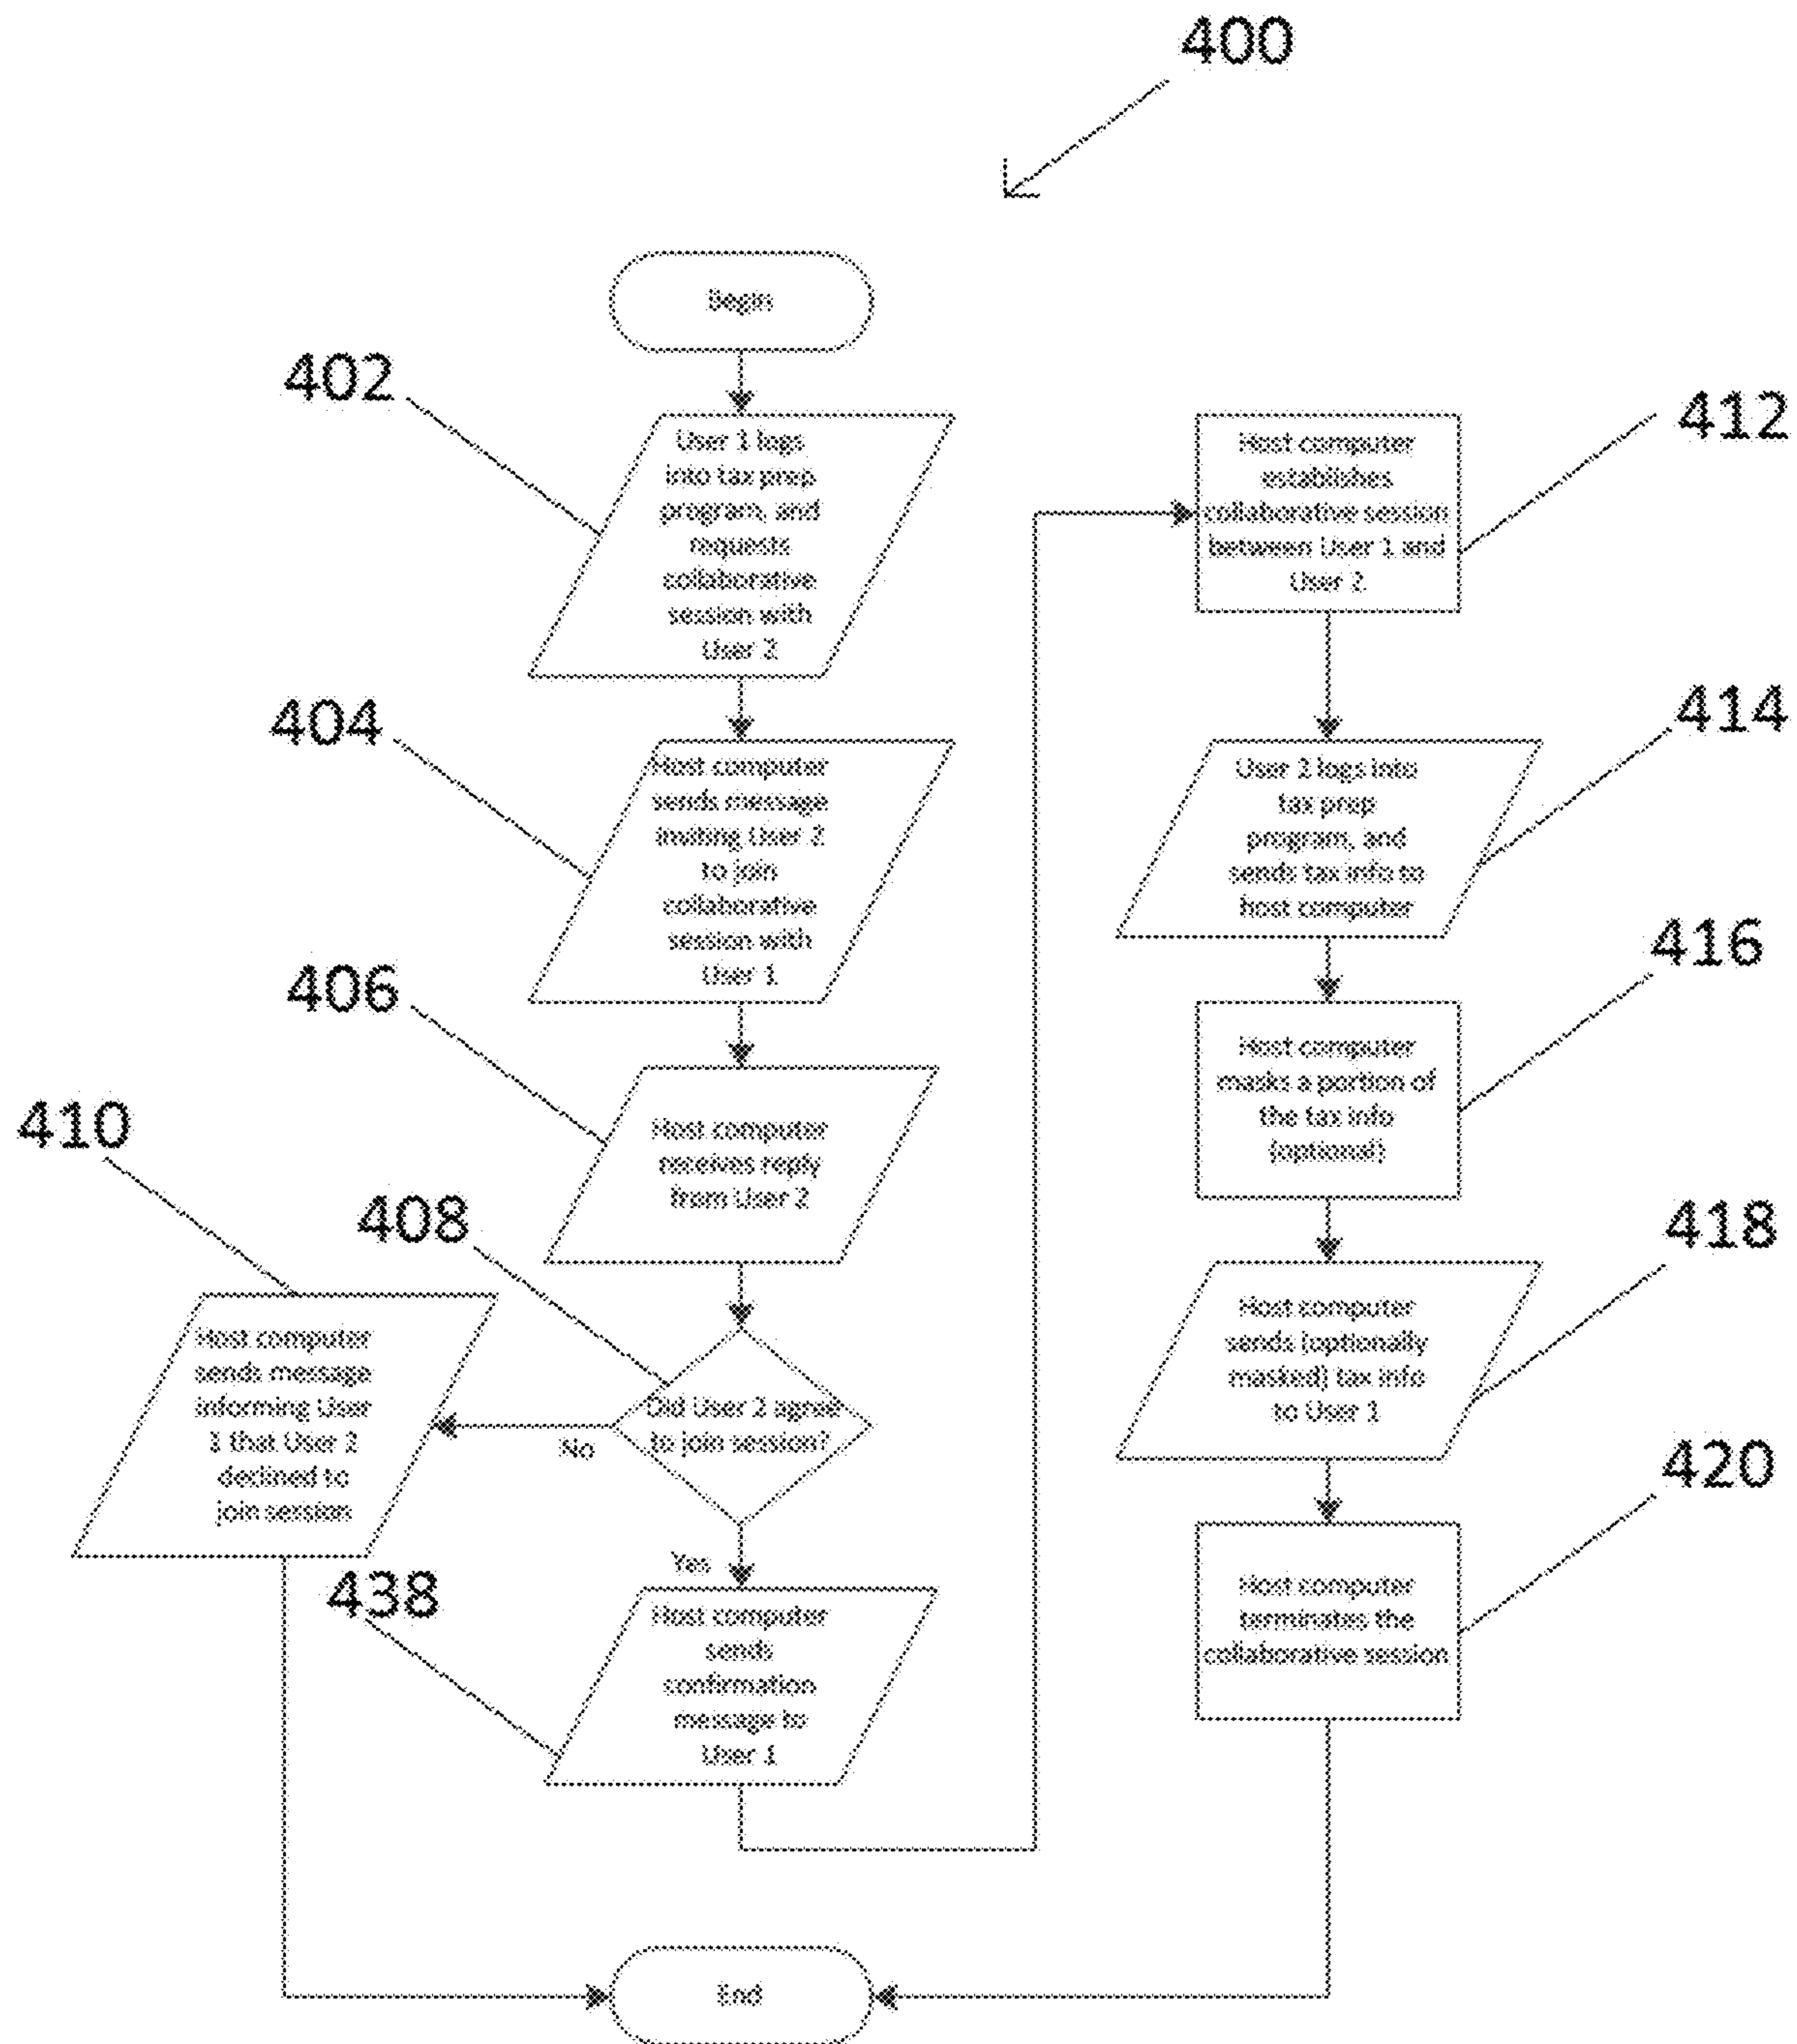 400
Begin
402
User 1 logs
into tax prep
program, and
requests
collaborative
session with
User 2
404
Host computer
sends message
inviting User 2
to join
collaborative
session with
User 1
406
Host computer
receives reply
from User 2
408
Did User 2 agree
to join session?
No
Yes
410
Host computer
sends message
informing User
1 that User 2
declined to
join session
438
Host computer
sends
confirmation
message to
User 1
412
Host computer
establishes
collaborative session
between User 1 and
User 2
414
User 2 logs into
tax prep
program, and
sends tax info to
host computer
416
Host computer
masks a portion of
the tax info
(optional)
418
Host computer
sends (optionally
masked) tax info
to User 1
420
Host computer
terminates the
collaborative session
End